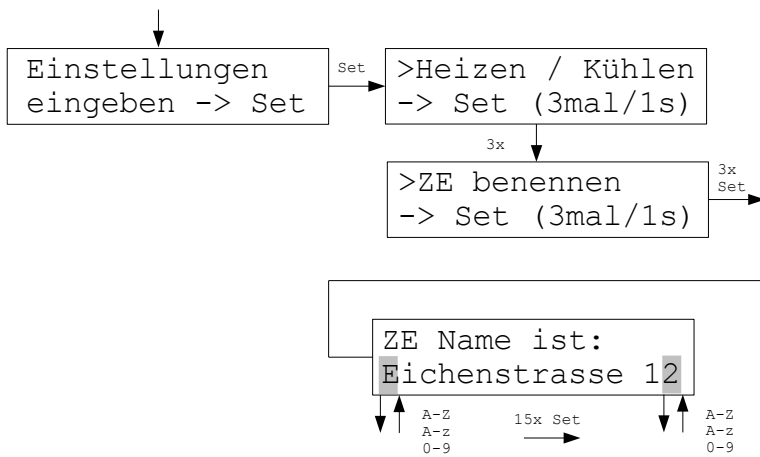 Einstellungen
eingeben -> Set
Set
>Heizen / Kühlen
-> Set (3mal/1s)
3x
>ZE benennen
-> Set (3mal/1s)
3x
Set
ZE Name ist:
Eichenstrasse 12
A-Z
A-z
0-9
15x Set
A-Z
A-z
0-9